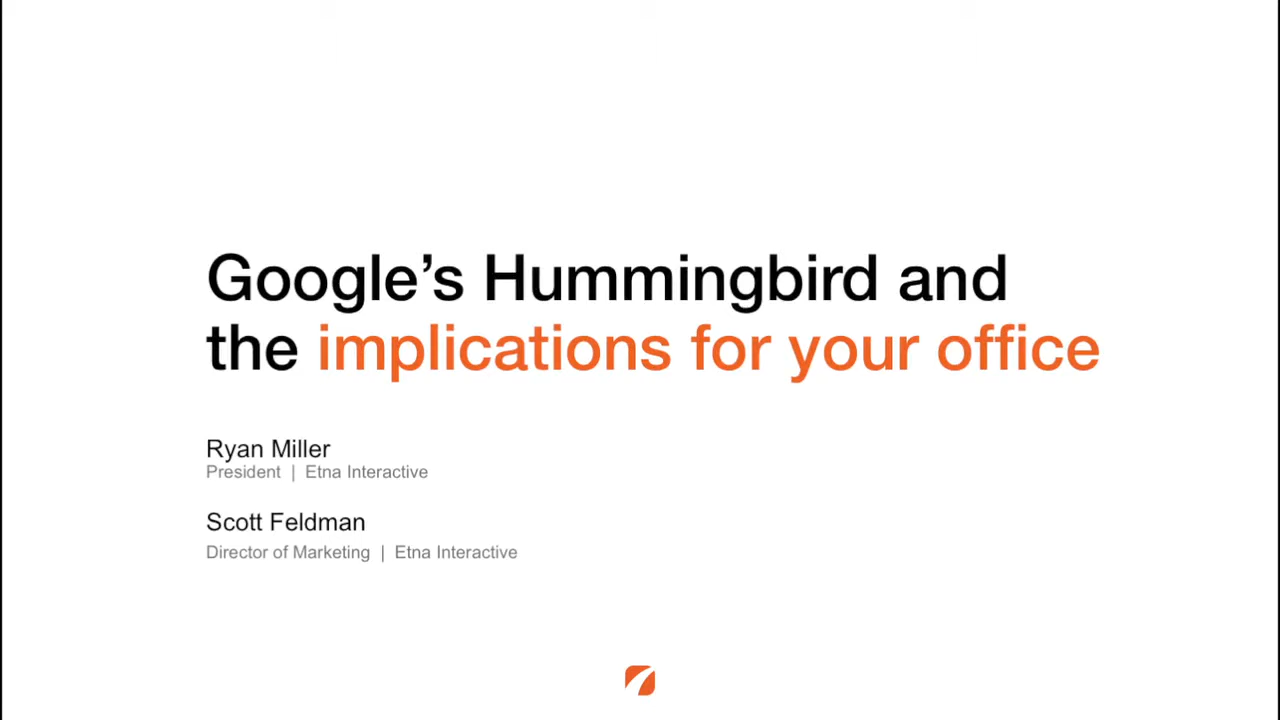 Google’s Hummingbird and
the implications for your office
Ryan Miller
President | Etna Interactive
Scott Feldman
Director of Marketing | Etna Interactive